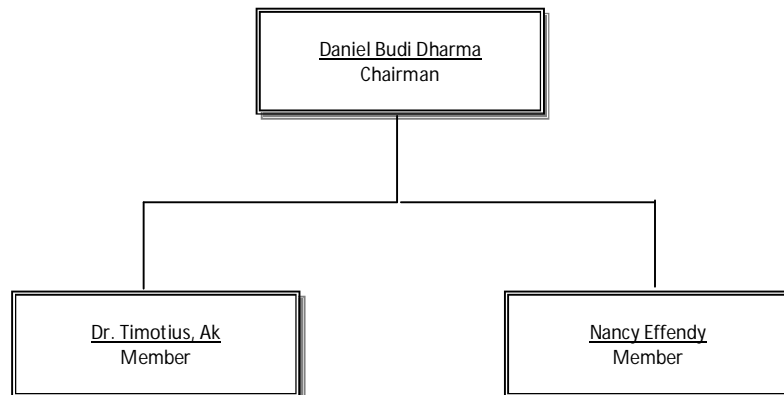 Daniel Budi Dharma
Chairman
Dr. Timotius, Ak
Member
Nancy Effendy
Member